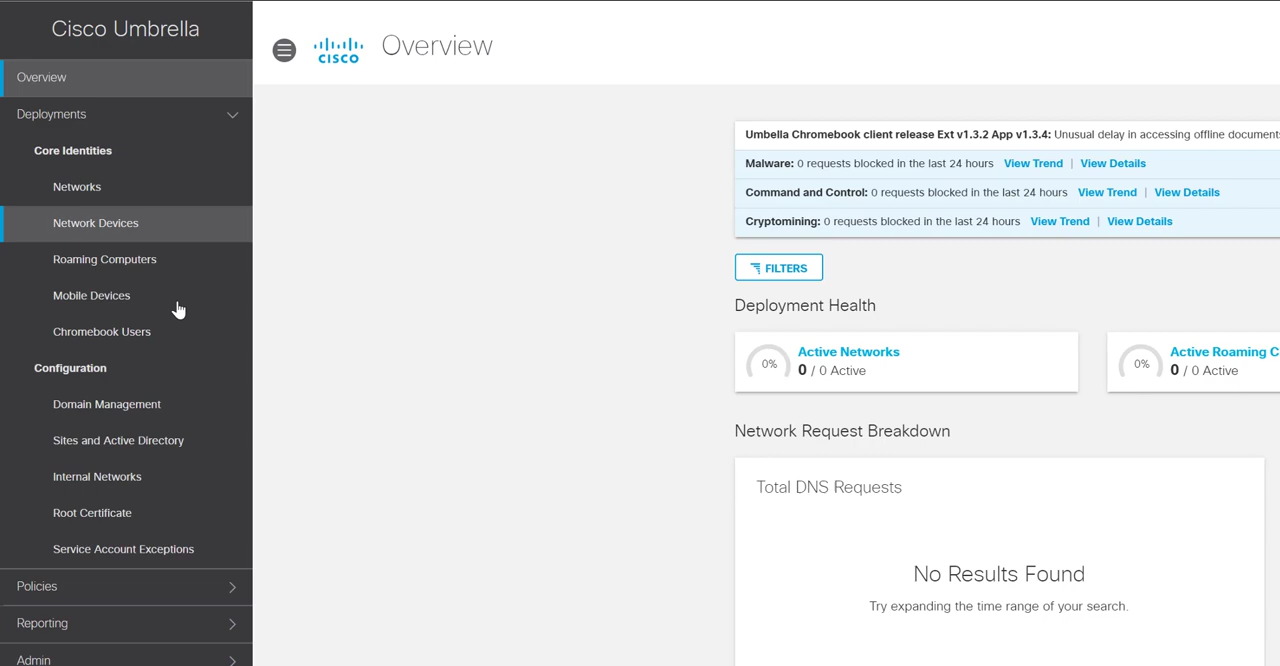 Cisco Umbrella
Overview
Deployments
Core Identities
Networks
Network Devices
Roaming Computers
Mobile Devices
Chromebook Users
Configuration
Domain Management
Sites and Active Directory
Internal Networks
Root Certificate
Service Account Exceptions
Policies
Reporting
Admin
CISCO
Overview
Umbella Chromebook client release Ext v1.3.2 App v1.3.4: Unusual delay in accessing offline document
Malware: 0 requests blocked in the last 24 hours View Trend | View Details
Command and Control: 0 requests blocked in the last 24 hours View Trend | View Details
Cryptomining: 0 requests blocked in the last 24 hours View Trend | View Details
FILTERS
Deployment Health
0% Active Networks
0 / 0 Active
0% Active Roaming C
0 / 0 Active
Network Request Breakdown
Total DNS Requests
No Results Found
Try expanding the time range of your search.